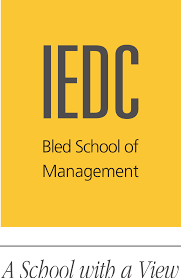 IEDC
Bled School of
Management
A School with a View